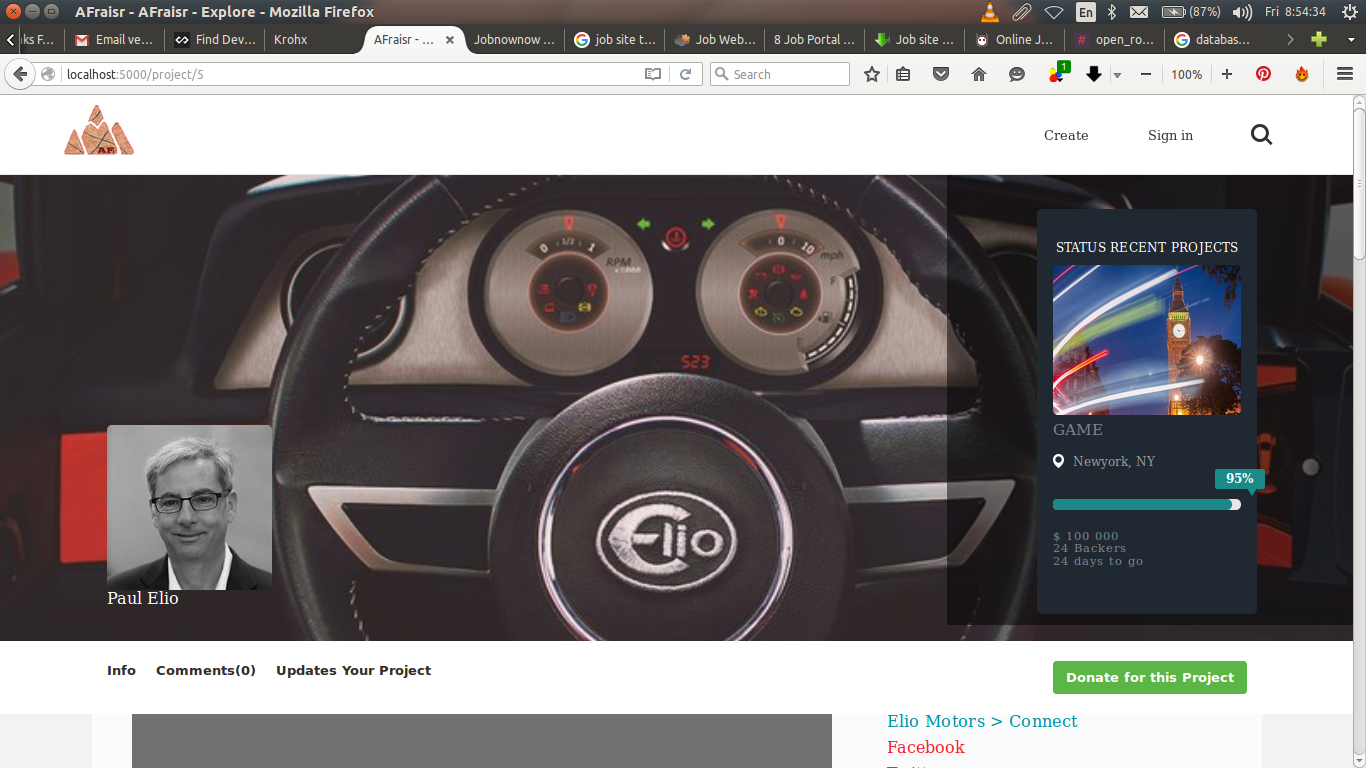 AFraisr - AFraisr - Explore - Mozilla Firefox
En
(87%)
Fri 8:54:34
ks F...
Email ve...
Find Dev...
Krohx
AFraisr - ...
Jobnownow ...
job site t...
Job Web...
8 Job Portal ...
Job site ...
Online J...
open_ro...
databas...
localhost:5000/project/5
Search
1
100%
AF
Create
Sign in
0 1/2 1
RPM
x1000
0 10
mph
F
E
523
Elio
STATUS RECENT PROJECTS
GAME
Newyork, NY
95%
$ 100 000
24 Backers
24 days to go
Paul Elio
Info
Comments(0)
Updates Your Project
Donate for this Project
Elio Motors > Connect
Facebook